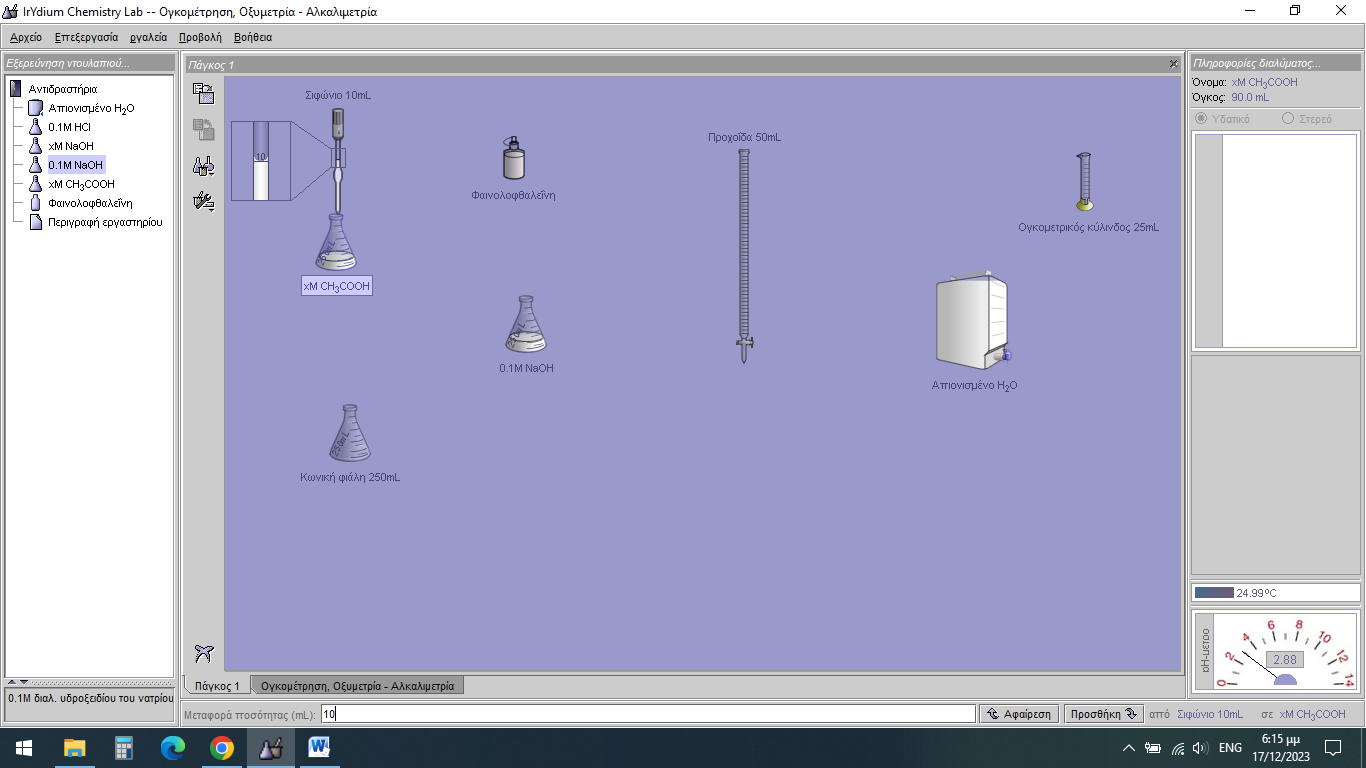 IrYdium Chemistry Lab -- Ογκομέτρηση, Οξυμετρία - Αλκαλιμετρία
Αρχείο Επεξεργασία ργαλεία Προβολή Βοήθεια
Εξερεύνηση ντουλαπιού...
Αντιδραστήρια
Απιονισμένο H2O
0.1M HCl
xM NaOH
0.1M NaOH
xM CH3COOH
Φαινολοφθαλεΐνη
Περιγραφή εργαστηρίου
0.1M διαλ. υδροξειδίου του νατρίου
Πάγκος 1
Σιφώνιο 10mL
10
xM CH3COOH
Φαινολοφθαλεΐνη
Προχοΐδα 50mL
Ογκομετρικός κύλινδος 25mL
0.1M NaOH
Απιονισμένο H2O
250mL
Κωνική φιάλη 250mL
Πάγκος 1 Ογκομέτρηση, Οξυμετρία - Αλκαλιμετρία
Μεταφορά ποσότητας (mL): 10 Αφαίρεση Προσθήκη από Σιφώνιο 10mL σε xM CH3COOH
Πληροφορίες διαλύματος...
Όνομα: xM CH3COOH
Όγκος: 90.0 mL
Υδατικό Στερεό
24.99ºC
pH-μετρο
0 2 4 6 8 10 12 14
2.88
ENG
6:15 μμ
17/12/2023